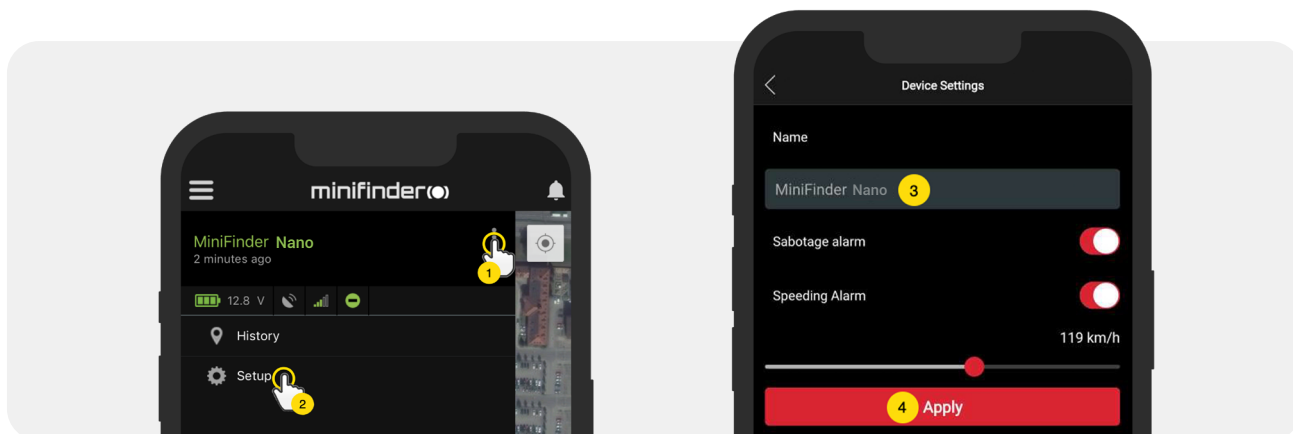 minifinder
MiniFinder Nano
2 minutes ago
1
12.8 V
History
Setup
2
Device Settings
Name
MiniFinder Nano
3
Sabotage alarm
Speeding Alarm
119 km/h
4 Apply